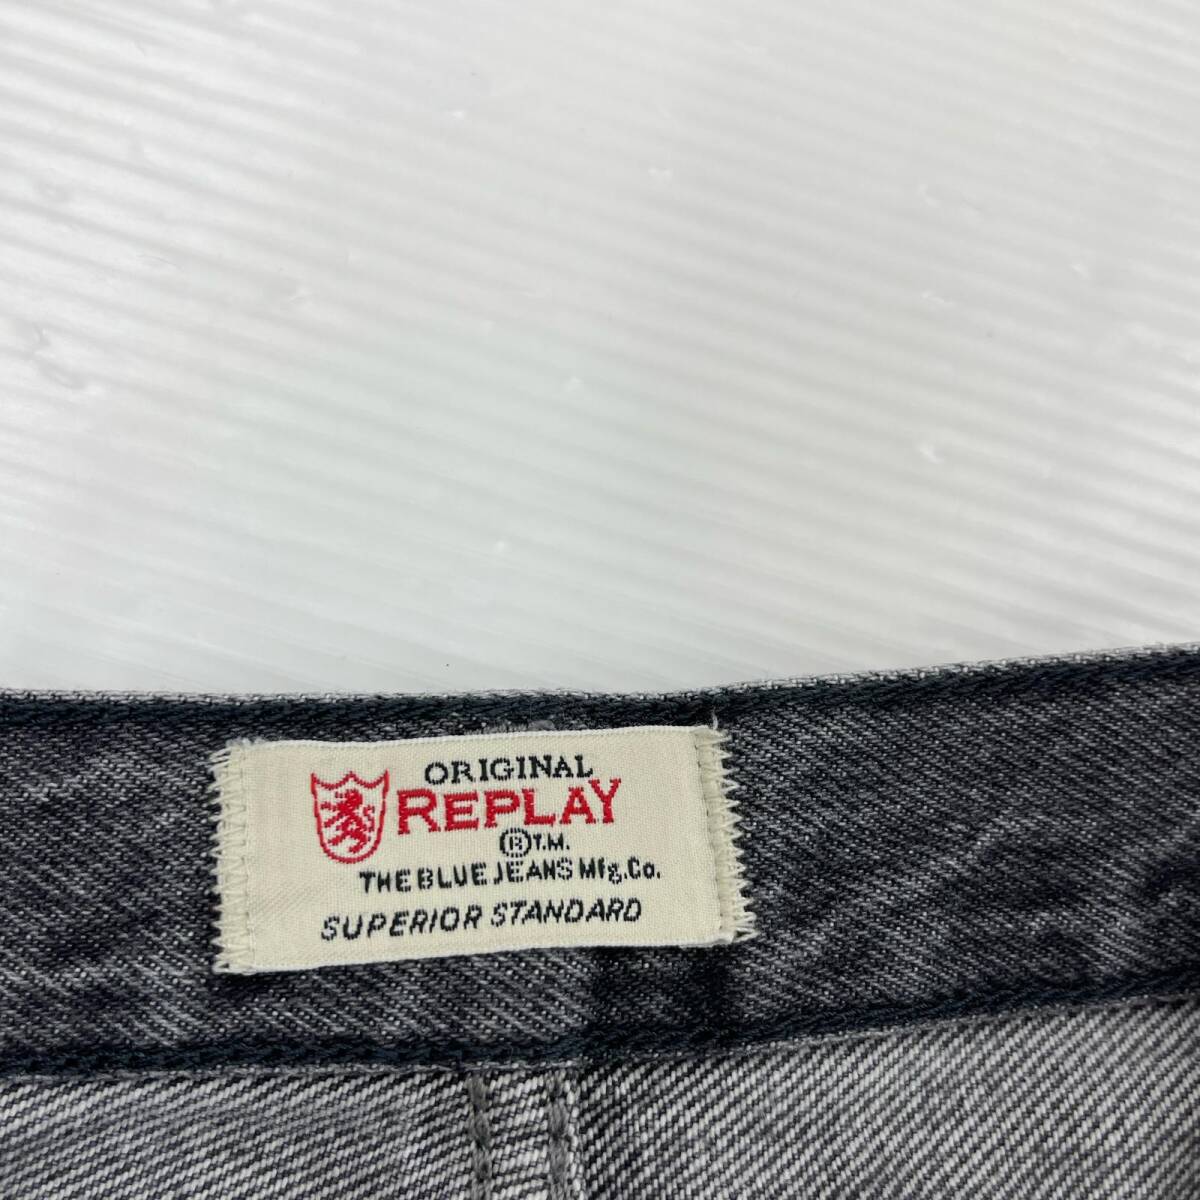 ORIGINAL
REPLAY
® T.M.
THE BLUE JEANS Mfg. Co.
SUPERIOR STANDARD